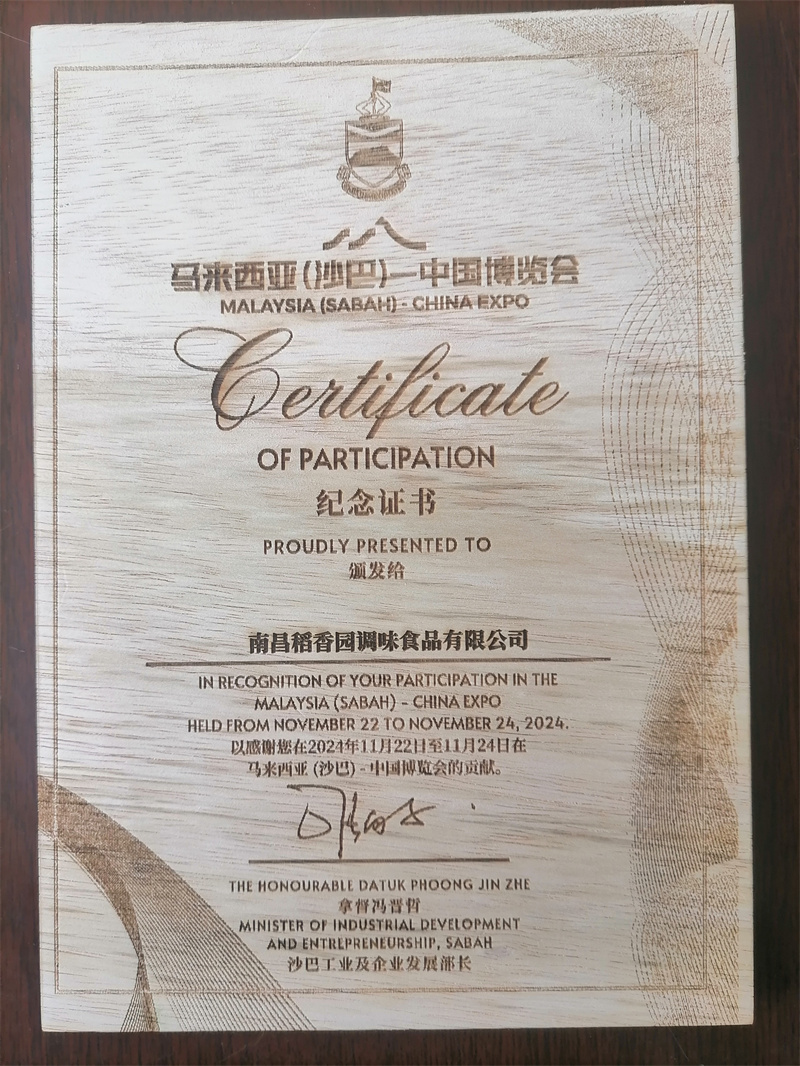 马来西亚(沙巴)—中国博览会
MALAYSIA (SABAH) - CHINA EXPO
Certificate
OF PARTICIPATION
纪念证书
PROUDLY PRESENTED TO
颁发给
南昌稻香园调味食品有限公司
IN RECOGNITION OF YOUR PARTICIPATION IN THE
MALAYSIA (SABAH) - CHINA EXPO
HELD FROM NOVEMBER 22 TO NOVEMBER 24, 2024.
以感谢您在2024年11月22日至11月24日在
马来西亚 (沙巴) - 中国博览会的贡献。
THE HONOURABLE DATUK PHOONG JIN ZHE
拿督冯晋哲
MINISTER OF INDUSTRIAL DEVELOPMENT
AND ENTREPRENEURSHIP, SABAH
沙巴工业及企业发展部长